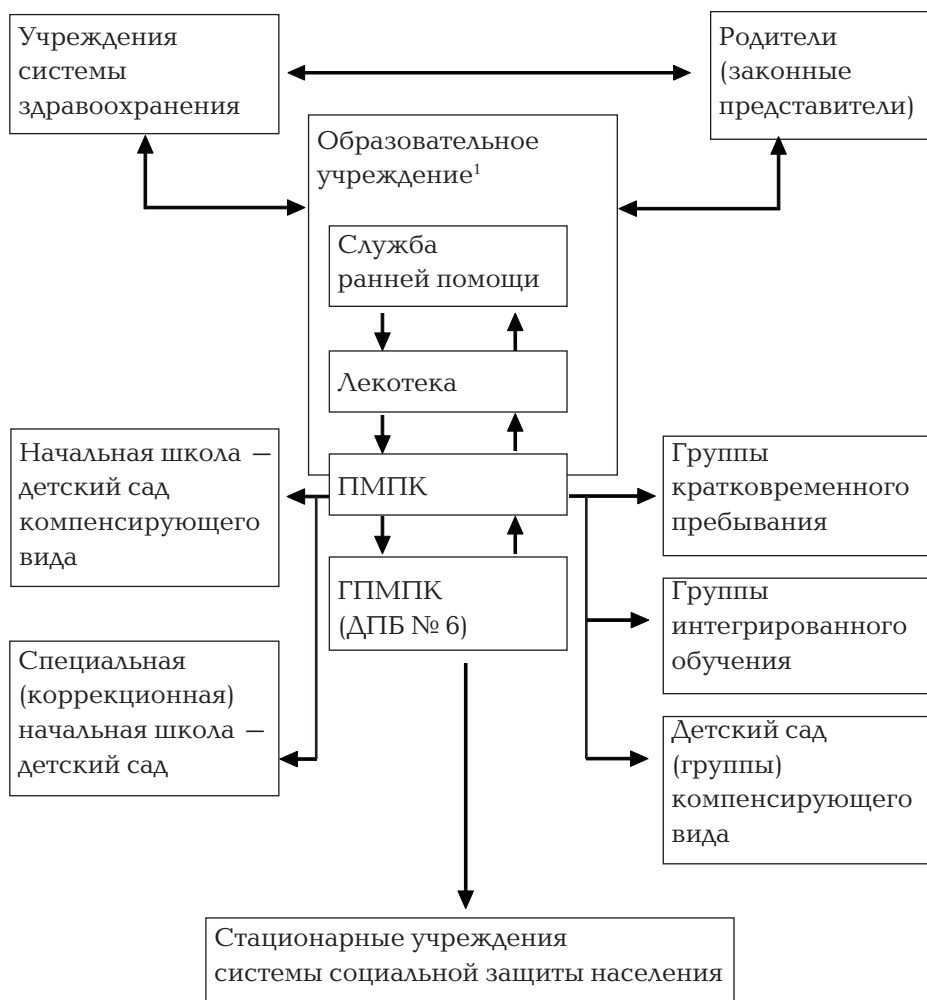 Учреждения
системы
здравоохранения
Родители
(законные
представители)
Образовательное
учреждение¹
Служба
ранней помощи
Лекотека
ПМПК
ГПМПК
(ДПБ № 6)
Начальная школа —
детский сад
компенсирующего
вида
Специальная
(коррекционная)
начальная школа —
детский сад
Группы
кратковременного
пребывания
Группы
интегрированного
обучения
Детский сад
(группы)
компенсирующего
вида
Стационарные учреждения
системы социальной защиты населения